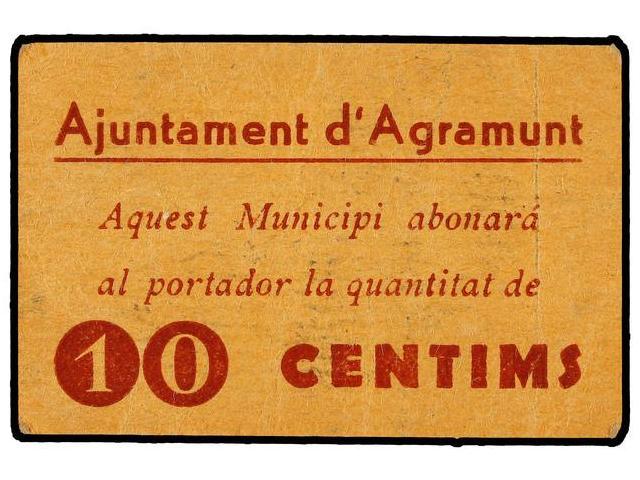 Ajuntament d'Agramunt
Aquest Municipi abonará
al portador la quantitat de
10 CENTIMS